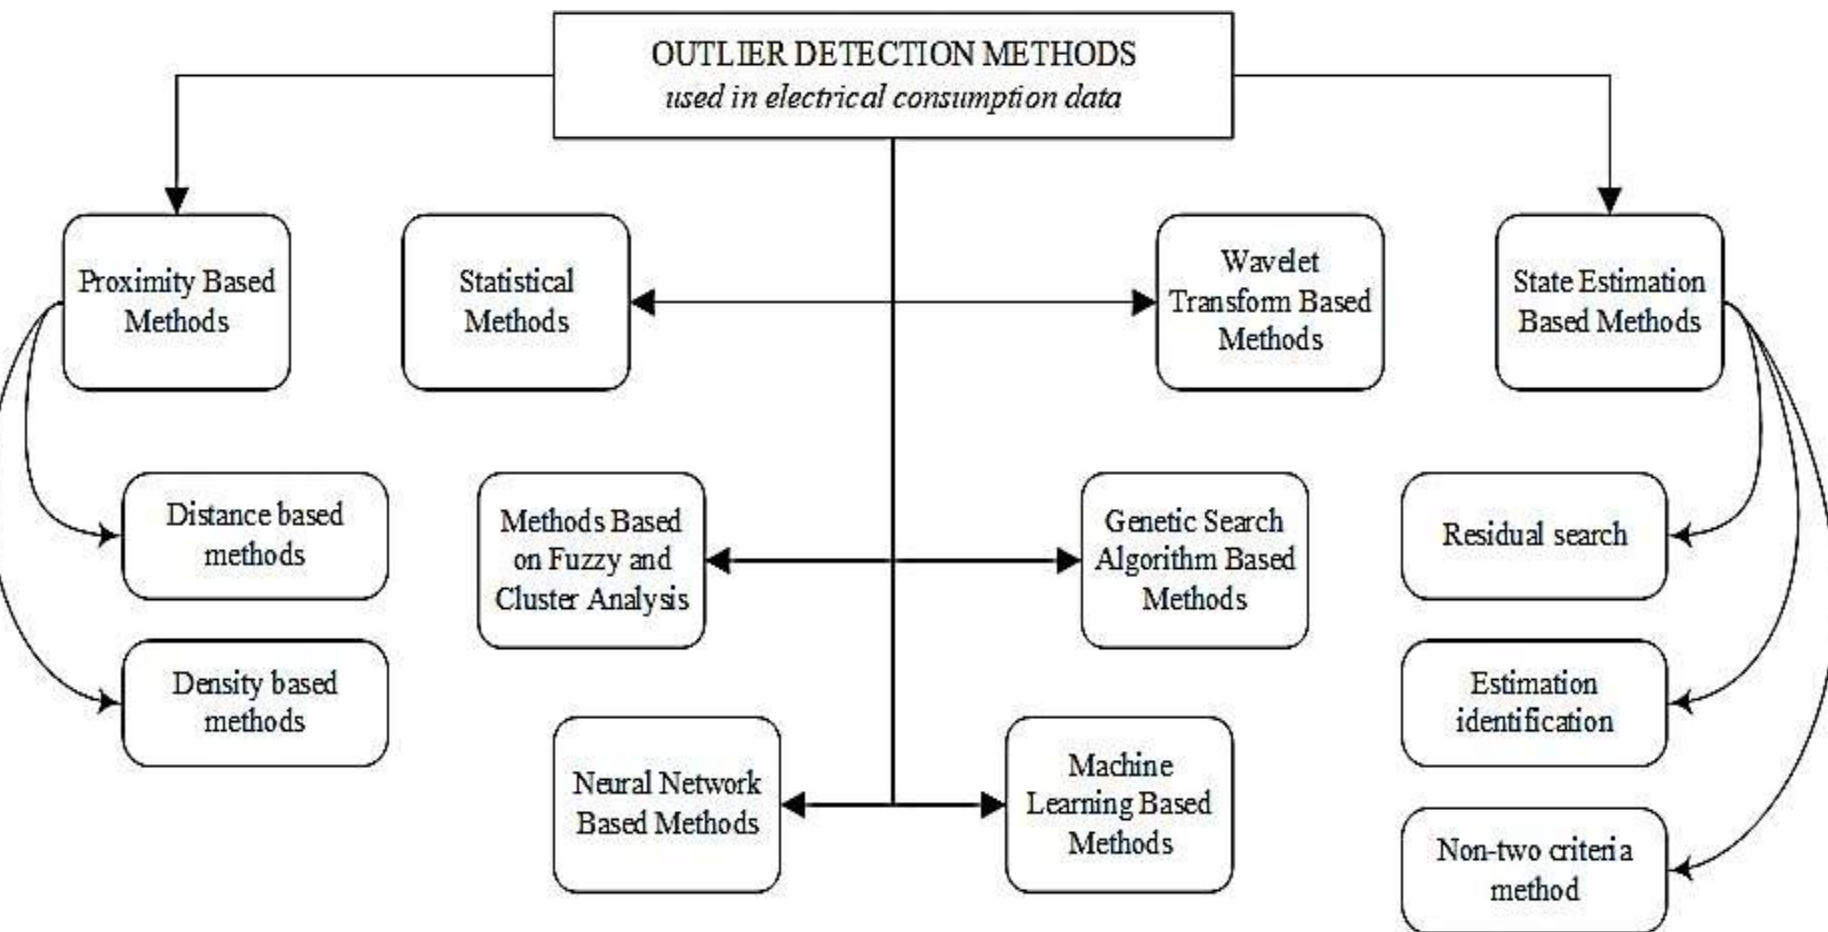 OUTLIER DETECTION METHODS
used in electrical consumption data
Proximity Based
Methods
Statistical
Methods
Wavelet
Transform Based
Methods
State Estimation
Based Methods
Distance based
methods
Methods Based
on Fuzzy and
Cluster Analysis
Genetic Search
Algorithm Based
Methods
Residual search
Density based
methods
Estimation
identification
Neural Network
Based Methods
Machine
Learning Based
Methods
Non-two criteria
method